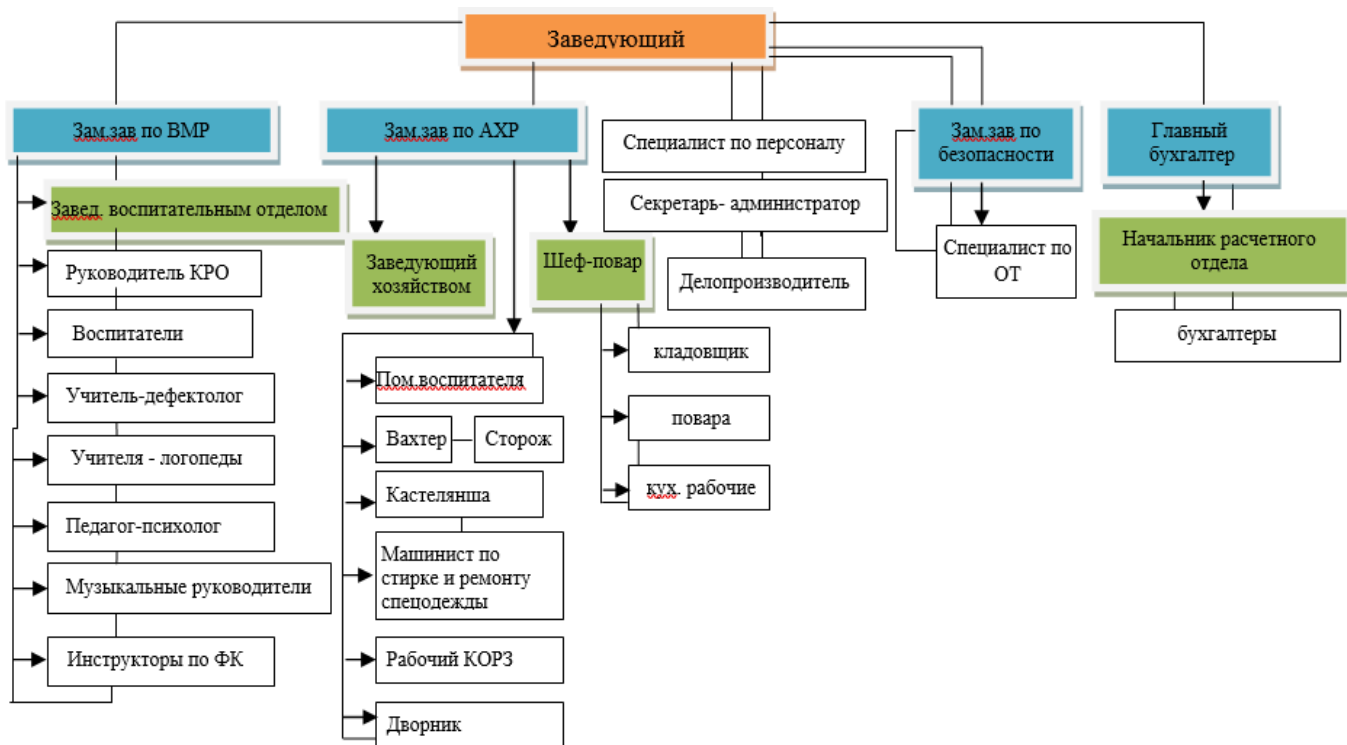 Заведующий
Зам.зав по ВМР
Зам.зав по АХР
Специалист по персоналу
Секретарь- администратор
Делопроизводитель
Зам.зав по
безопасности
Главный
бухгалтер
Завед. воспитательным отделом
Руководитель КРО
Воспитатели
Учитель-дефектолог
Учителя - логопеды
Педагог-психолог
Музыкальные руководители
Инструкторы по ФК
Заведующий
хозяйством
Шеф-повар
Пом.воспитателя
Вахтер
Сторож
Кастелянша
Машинист по
стирке и ремонту
спецодежды
Рабочий КОРЗ
Дворник
кладовщик
повара
кух. рабочие
Специалист по
ОТ
Начальник расчетного
отдела
бухгалтеры